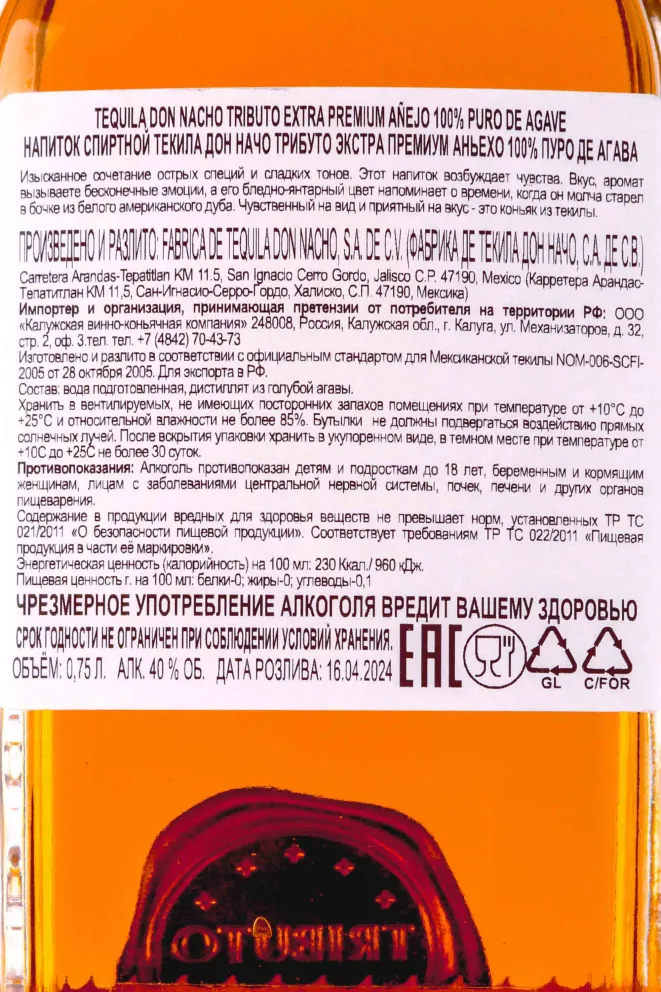 TEQUILA DON NACHO TRIBUTO EXTRA PREMIUM AÑEJO 100% PURO DE AGAVE
НАПИТОК СПИРТНОЙ ТЕКИЛА ДОН НАЧО ТРИБУТО ЭКСТРА ПРЕМИУМ АНЬЕХО 100% ПУРО ДЕ АГАВА
Изысканное сочетание острых специй и сладких тонов. Этот напиток возбуждает чувства. Вкус, аромат
вызываете бесконечные эмоции, а его бледно-янтарный цвет напоминает о времени, когда он молча старел
в бочке из белого американского дуба. Чувственный на вид и приятный на вкус - это коньяк из текилы.
ПРОИЗВЕДЕНО И РАЗЛИТО: FABRICA DE TEQUILA DON NACHO, S.A. DE C.V. (ФАБРИКА ДЕ ТЕКИЛА ДОН НАЧО, С.А. ДЕ С.В.)
Carretera Arandas-Tepatitlan KM 11.5, San Ignacio Cerro Gordo, Jalisco C.P. 47190, Mexico (Карретера Арандас-
Тепатитлан КМ 11,5, Сан-Игнасио-Серро-Гордо, Халиско, С.П. 47190, Мексика)
Импортер и организация, принимающая претензии от потребителя на территории РФ: ООО
«Калужская винно-коньячная компания» 248008, Россия, Калужская обл., г. Калуга, ул. Механизаторов, д. 32,
стр. 2, оф. 3.тел. тел. +7 (4842) 70-43-73
Изготовлено и разлито в соответствии с официальным стандартом для Мексиканской текилы NOM-006-SCFI-
2005 от 28 октября 2005. Для экспорта в РФ.
Состав: вода подготовленная, дистиллят из голубой агавы.
Хранить в вентилируемых, не имеющих посторонних запахов помещениях при температуре от +10°С до
+25°С и относительной влажности не более 85%. Бутылки не должны подвергаться воздействию прямых
солнечных лучей. После вскрытия упаковки хранить в укупоренном виде, в темном месте при температуре от
+10С до +25С не более 30 суток.
Противопоказания: Алкоголь противопоказан детям и подросткам до 18 лет, беременным и кормящим
женщинам, лицам с заболеваниями центральной нервной системы, почек, печени и других органов
пищеварения.
Содержание в продукции вредных для здоровья веществ не превышает норм, установленных ТР ТС
021/2011 «О безопасности пищевой продукции». Соответствует требованиям ТР ТС 022/2011 «Пищевая
продукция в части её маркировки».
Энергетическая ценность (калорийность) на 100 мл: 230 Ккал./ 960 кДж.
Пищевая ценность г. на 100 мл: белки-0; жиры-0; углеводы-0,1
ЧРЕЗМЕРНОЕ УПОТРЕБЛЕНИЕ АЛКОГОЛЯ ВРЕДИТ ВАШЕМУ ЗДОРОВЬЮ
СРОК ГОДНОСТИ НЕ ОГРАНИЧЕН ПРИ СОБЛЮДЕНИИ УСЛОВИЙ ХРАНЕНИЯ.
ОБЪЁМ: 0,75 Л. АЛК. 40 % ОБ. ДАТА РОЗЛИВА: 16.04.2024
EAC
GL C/FOR
TRIBUTO